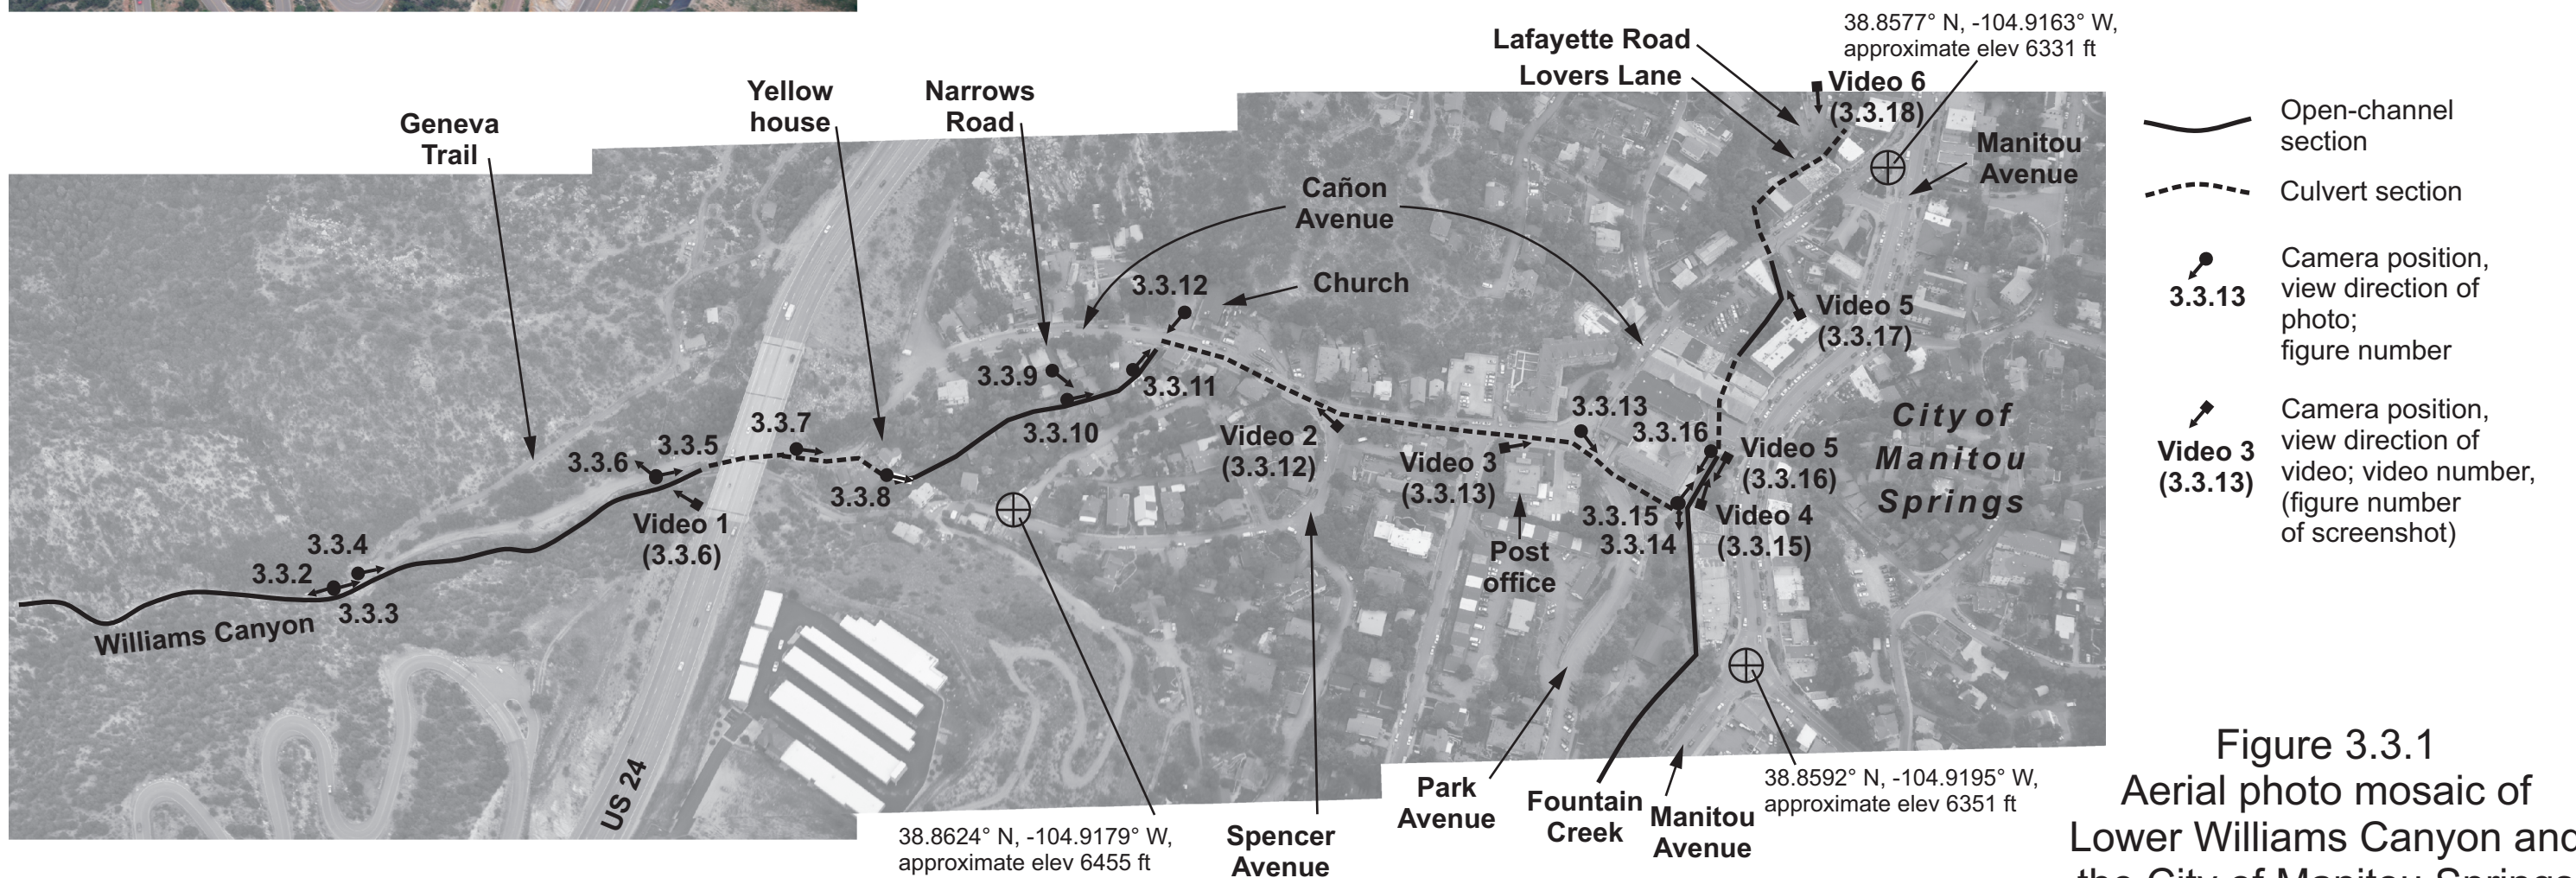 38.8577° N, -104.9163° W,
approximate elev 6331 ft
Lafayette Road
Lovers Lane
Video 6
(3.3.18)
Yellow
house
Narrows
Road
Geneva
Trail
Manitou
Avenue
Cañon
Avenue
Church
3.3.12
Video 5
(3.3.17)
3.3.9
3.3.11
3.3.10
3.3.7
3.3.5
3.3.6
3.3.8
Video 1
(3.3.6)
3.3.4
3.3.2
3.3.3
Williams Canyon
US 24
Video 2
(3.3.12)
Video 3
(3.3.13)
3.3.13
3.3.16
Video 5
(3.3.16)
3.3.15
3.3.14
Video 4
(3.3.15)
Post
office
City of
Manitou
Springs
38.8624° N, -104.9179° W,
approximate elev 6455 ft
Spencer
Avenue
Park
Avenue
Fountain
Creek
Manitou
Avenue
38.8592° N, -104.9195° W,
approximate elev 6351 ft
Open-channel
section
Culvert section
3.3.13
Camera position,
view direction of
photo;
figure number
Video 3
(3.3.13)
Camera position,
view direction of
video; video number,
(figure number
of screenshot)
Figure 3.3.1
Aerial photo mosaic of
Lower Williams Canyon and
the City of Manitou Springs